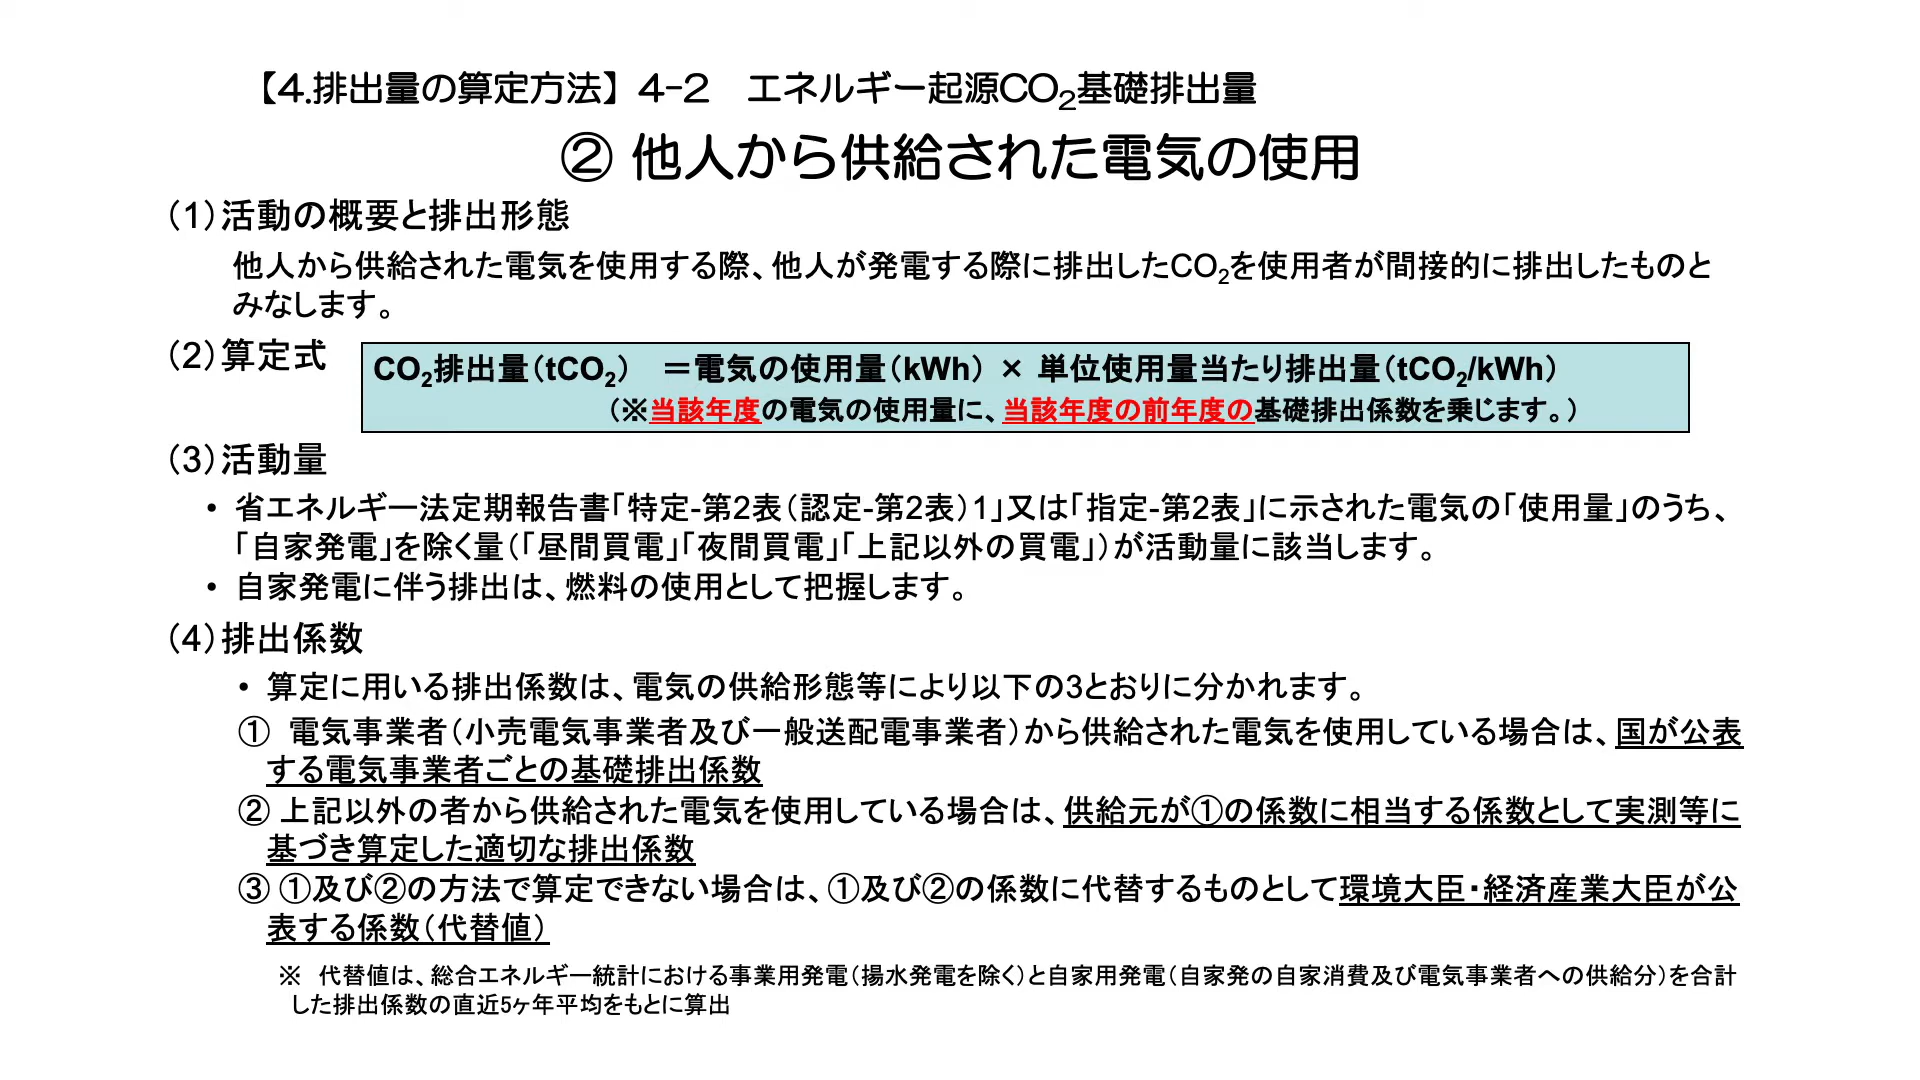 【4.排出量の算定方法】 4-2　エネルギー起源CO2基礎排出量
② 他人から供給された電気の使用
（1）活動の概要と排出形態
他人から供給された電気を使用する際、他人が発電する際に排出したCO2を使用者が間接的に排出したものと
みなします。
（2）算定式
CO2排出量（tCO2）　＝電気の使用量（kWh） × 単位使用量当たり排出量（tCO2/kWh）
（※当該年度の電気の使用量に、当該年度の前年度の基礎排出係数を乗じます。）
（3）活動量
• 省エネルギー法定期報告書「特定-第2表（認定-第2表）1」又は「指定-第2表」に示された電気の「使用量」のうち、
「自家発電」を除く量（「昼間買電」「夜間買電」「上記以外の買電」）が活動量に該当します。
• 自家発電に伴う排出は、燃料の使用として把握します。
（4）排出係数
• 算定に用いる排出係数は、電気の供給形態等により以下の3とおりに分かれます。
① 電気事業者（小売電気事業者及び一般送配電事業者）から供給された電気を使用している場合は、国が公表
する電気事業者ごとの基礎排出係数
② 上記以外の者から供給された電気を使用している場合は、供給元が①の係数に相当する係数として実測等に
基づき算定した適切な排出係数
③ ①及び②の方法で算定できない場合は、①及び②の係数に代替するものとして環境大臣・経済産業大臣が公
表する係数（代替値）
※　代替値は、総合エネルギー統計における事業用発電（揚水発電を除く）と自家用発電（自家発の自家消費及び電気事業者への供給分）を合計
した排出係数の直近5ヶ年平均をもとに算出